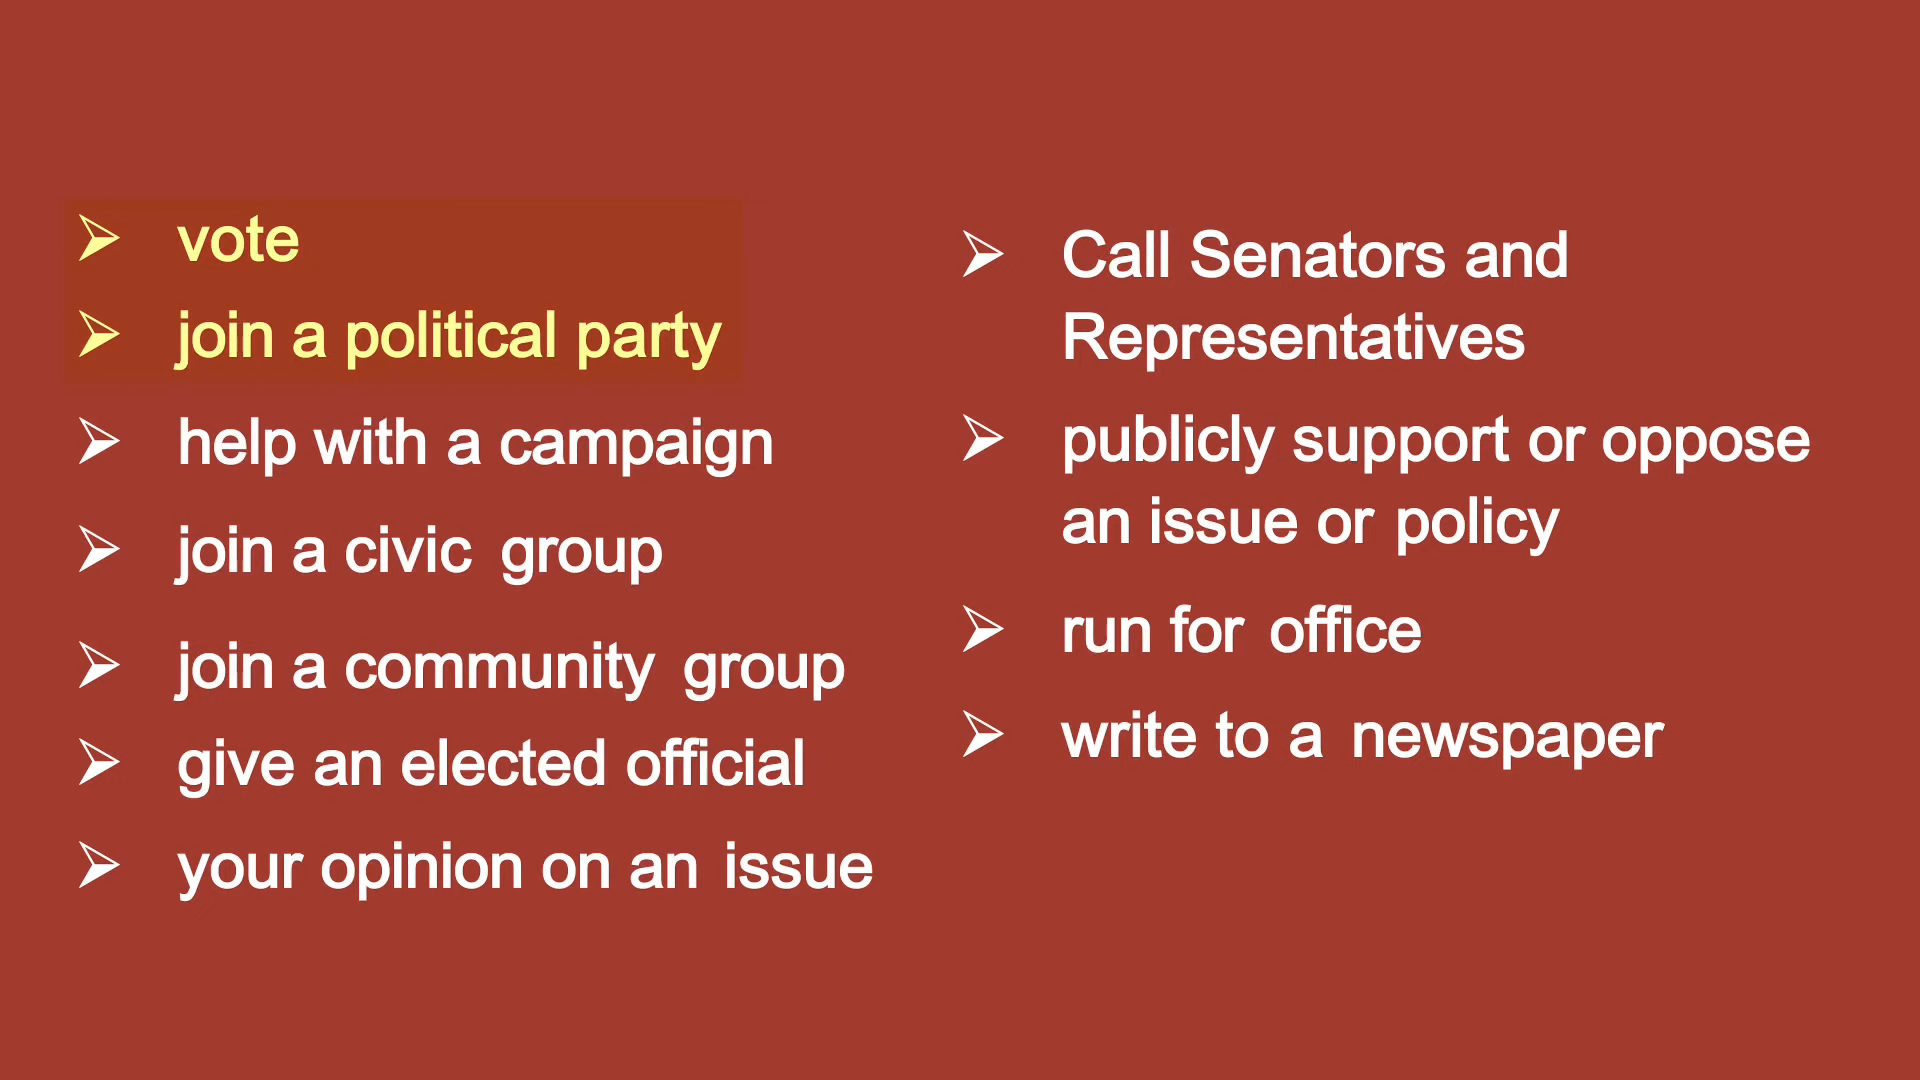 ➢ vote
➢ join a political party
➢ help with a campaign
➢ join a civic group
➢ join a community group
➢ give an elected official
➢ your opinion on an issue
➢ Call Senators and
Representatives
➢ publicly support or oppose
an issue or policy
➢ run for office
➢ write to a newspaper